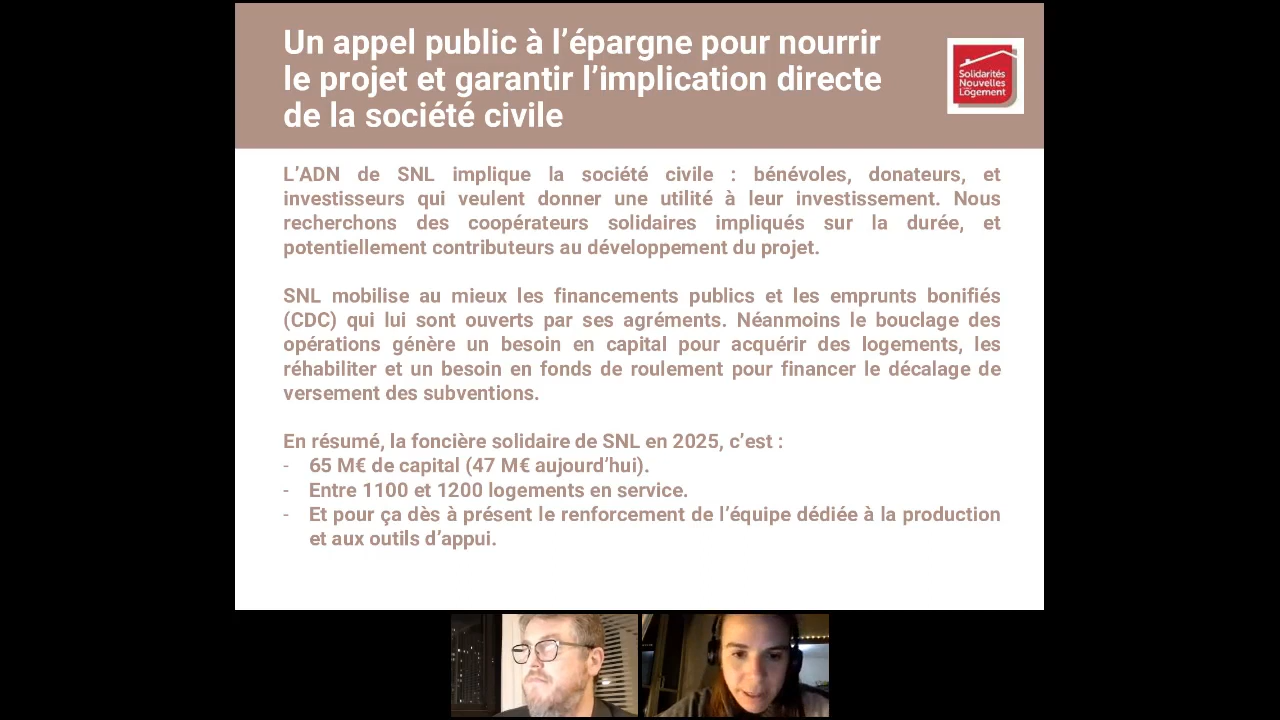 Un appel public à l’épargne pour nourrir
le projet et garantir l’implication directe
de la société civile
Solidarités
Nouvelles
Logement
L’ADN de SNL implique la société civile : bénévoles, donateurs, et
investisseurs qui veulent donner une utilité à leur investissement. Nous
recherchons des coopérateurs solidaires impliqués sur la durée, et
potentiellement contributeurs au développement du projet.
SNL mobilise au mieux les financements publics et les emprunts bonifiés
(CDC) qui lui sont ouverts par ses agréments. Néanmoins le bouclage des
opérations génère un besoin en capital pour acquérir des logements, les
réhabiliter et un besoin en fonds de roulement pour financer le décalage de
versement des subventions.
En résumé, la foncière solidaire de SNL en 2025, c’est :
- 65 M€ de capital (47 M€ aujourd’hui).
- Entre 1100 et 1200 logements en service.
- Et pour ça dès à présent le renforcement de l’équipe dédiée à la production
et aux outils d’appui.